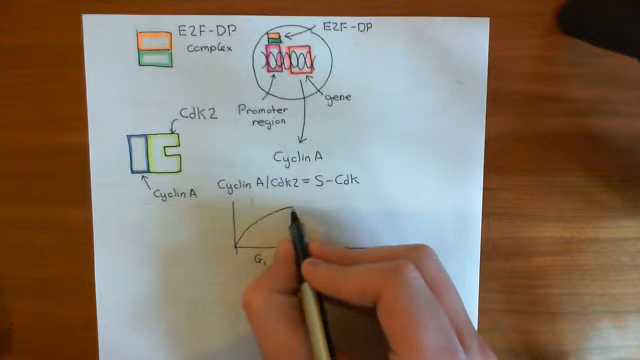 E2F-DP
complex
E2F-DP
Promoter
region
gene
Cdk2
Cyclin A
Cyclin A
Cyclin A/Cdk2 = S-Cdk
G1